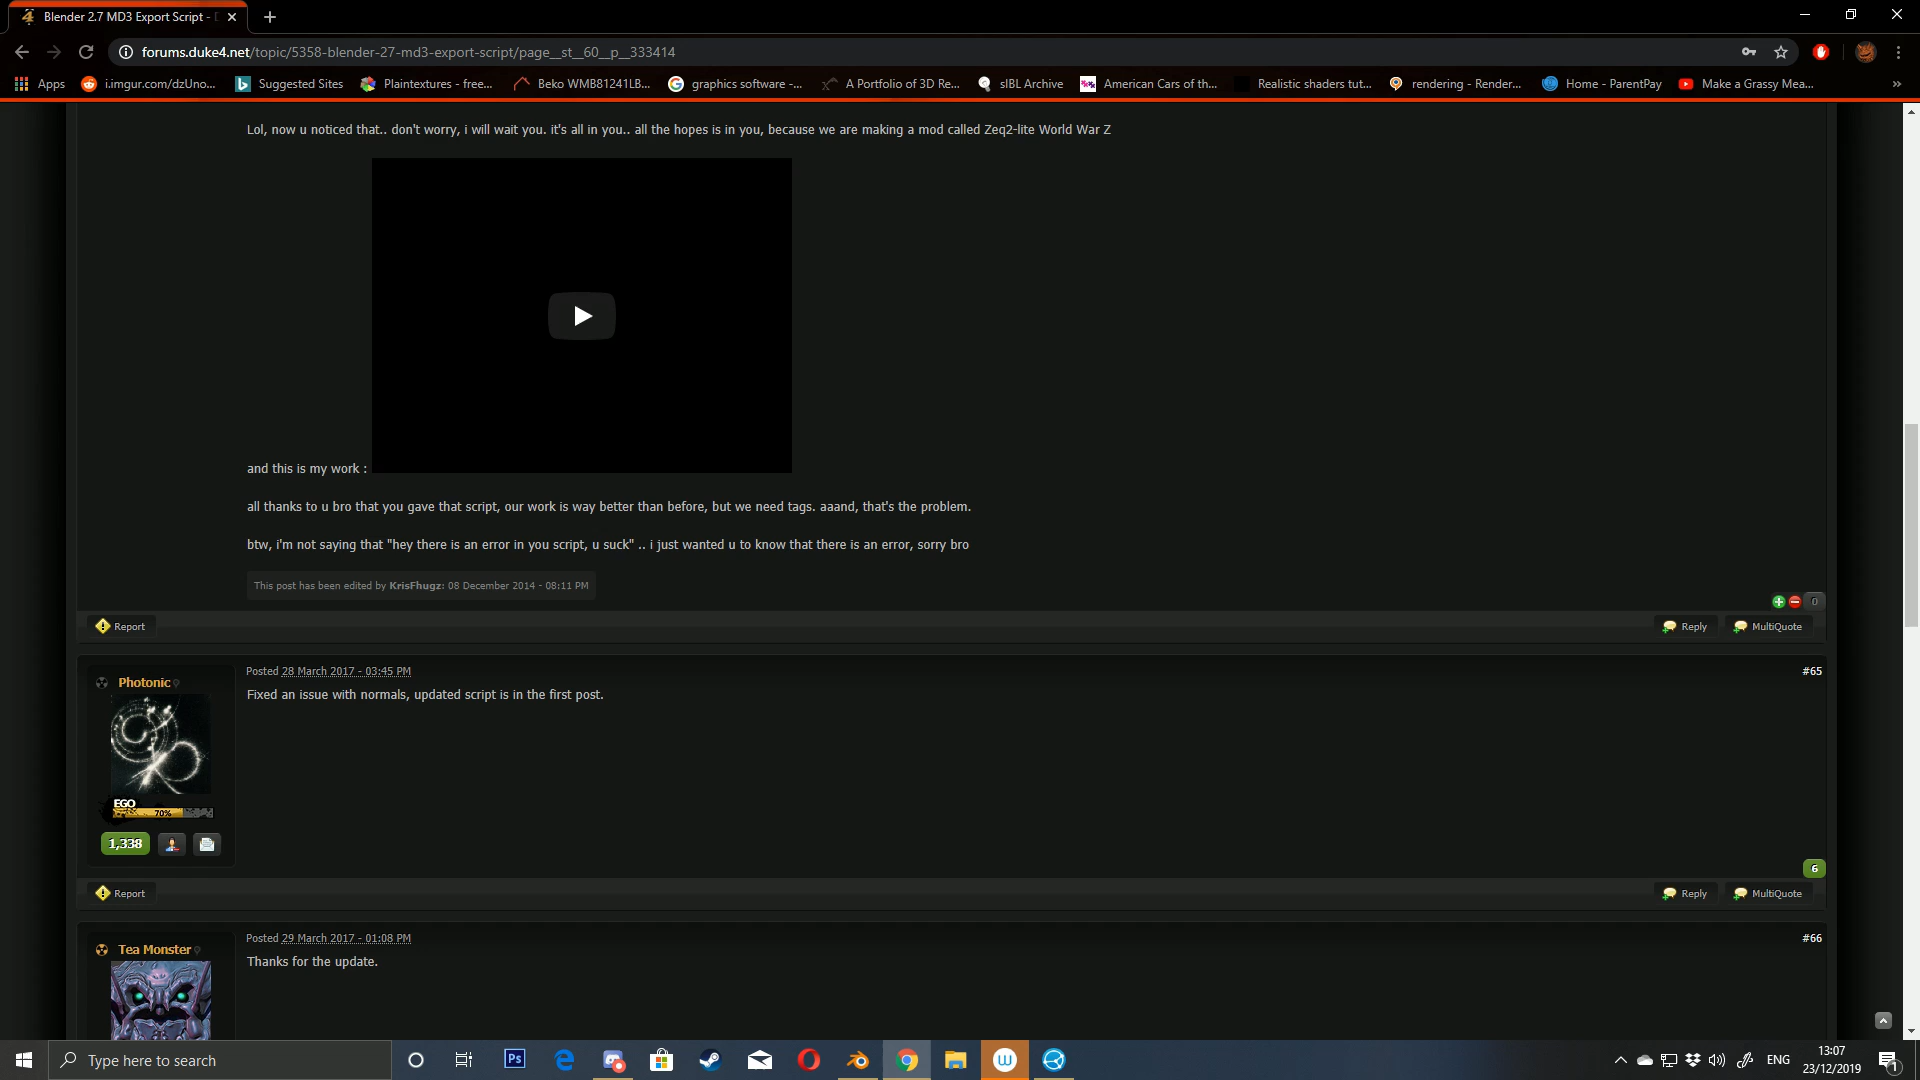 Blender 2.7 MD3 Export Script -
forums.duke4.net/topic/5358-blender-27-md3-export-script/page__st__60__p__333414
Apps i.imgur.com/dzUno... Suggested Sites Plaintextures - free... Beko WMB81241LB... graphics software -... A Portfolio of 3D Re... sIBL Archive American Cars of th... Realistic shaders tut... rendering - Render... Home - ParentPay Make a Grassy Mea... »
Lol, now u noticed that.. don't worry, i will wait you. it's all in you.. all the hopes is in you, because we are making a mod called Zeq2-lite World War Z
and this is my work :
all thanks to u bro that you gave that script, our work is way better than before, but we need tags. aaand, that's the problem.
btw, i'm not saying that "hey there is an error in you script, u suck" .. i just wanted u to know that there is an error, sorry bro
This post has been edited by KrisFhugz: 08 December 2014 - 08:11 PM
0
Report Reply MultiQuote
Photonic Posted 28 March 2017 - 03:45 PM #65
Fixed an issue with normals, updated script is in the first post.
EGO
70%
1,338
6
Report Reply MultiQuote
Tea Monster Posted 29 March 2017 - 01:08 PM #66
Thanks for the update.
Type here to search Ps W ENG 13:07
23/12/2019 1